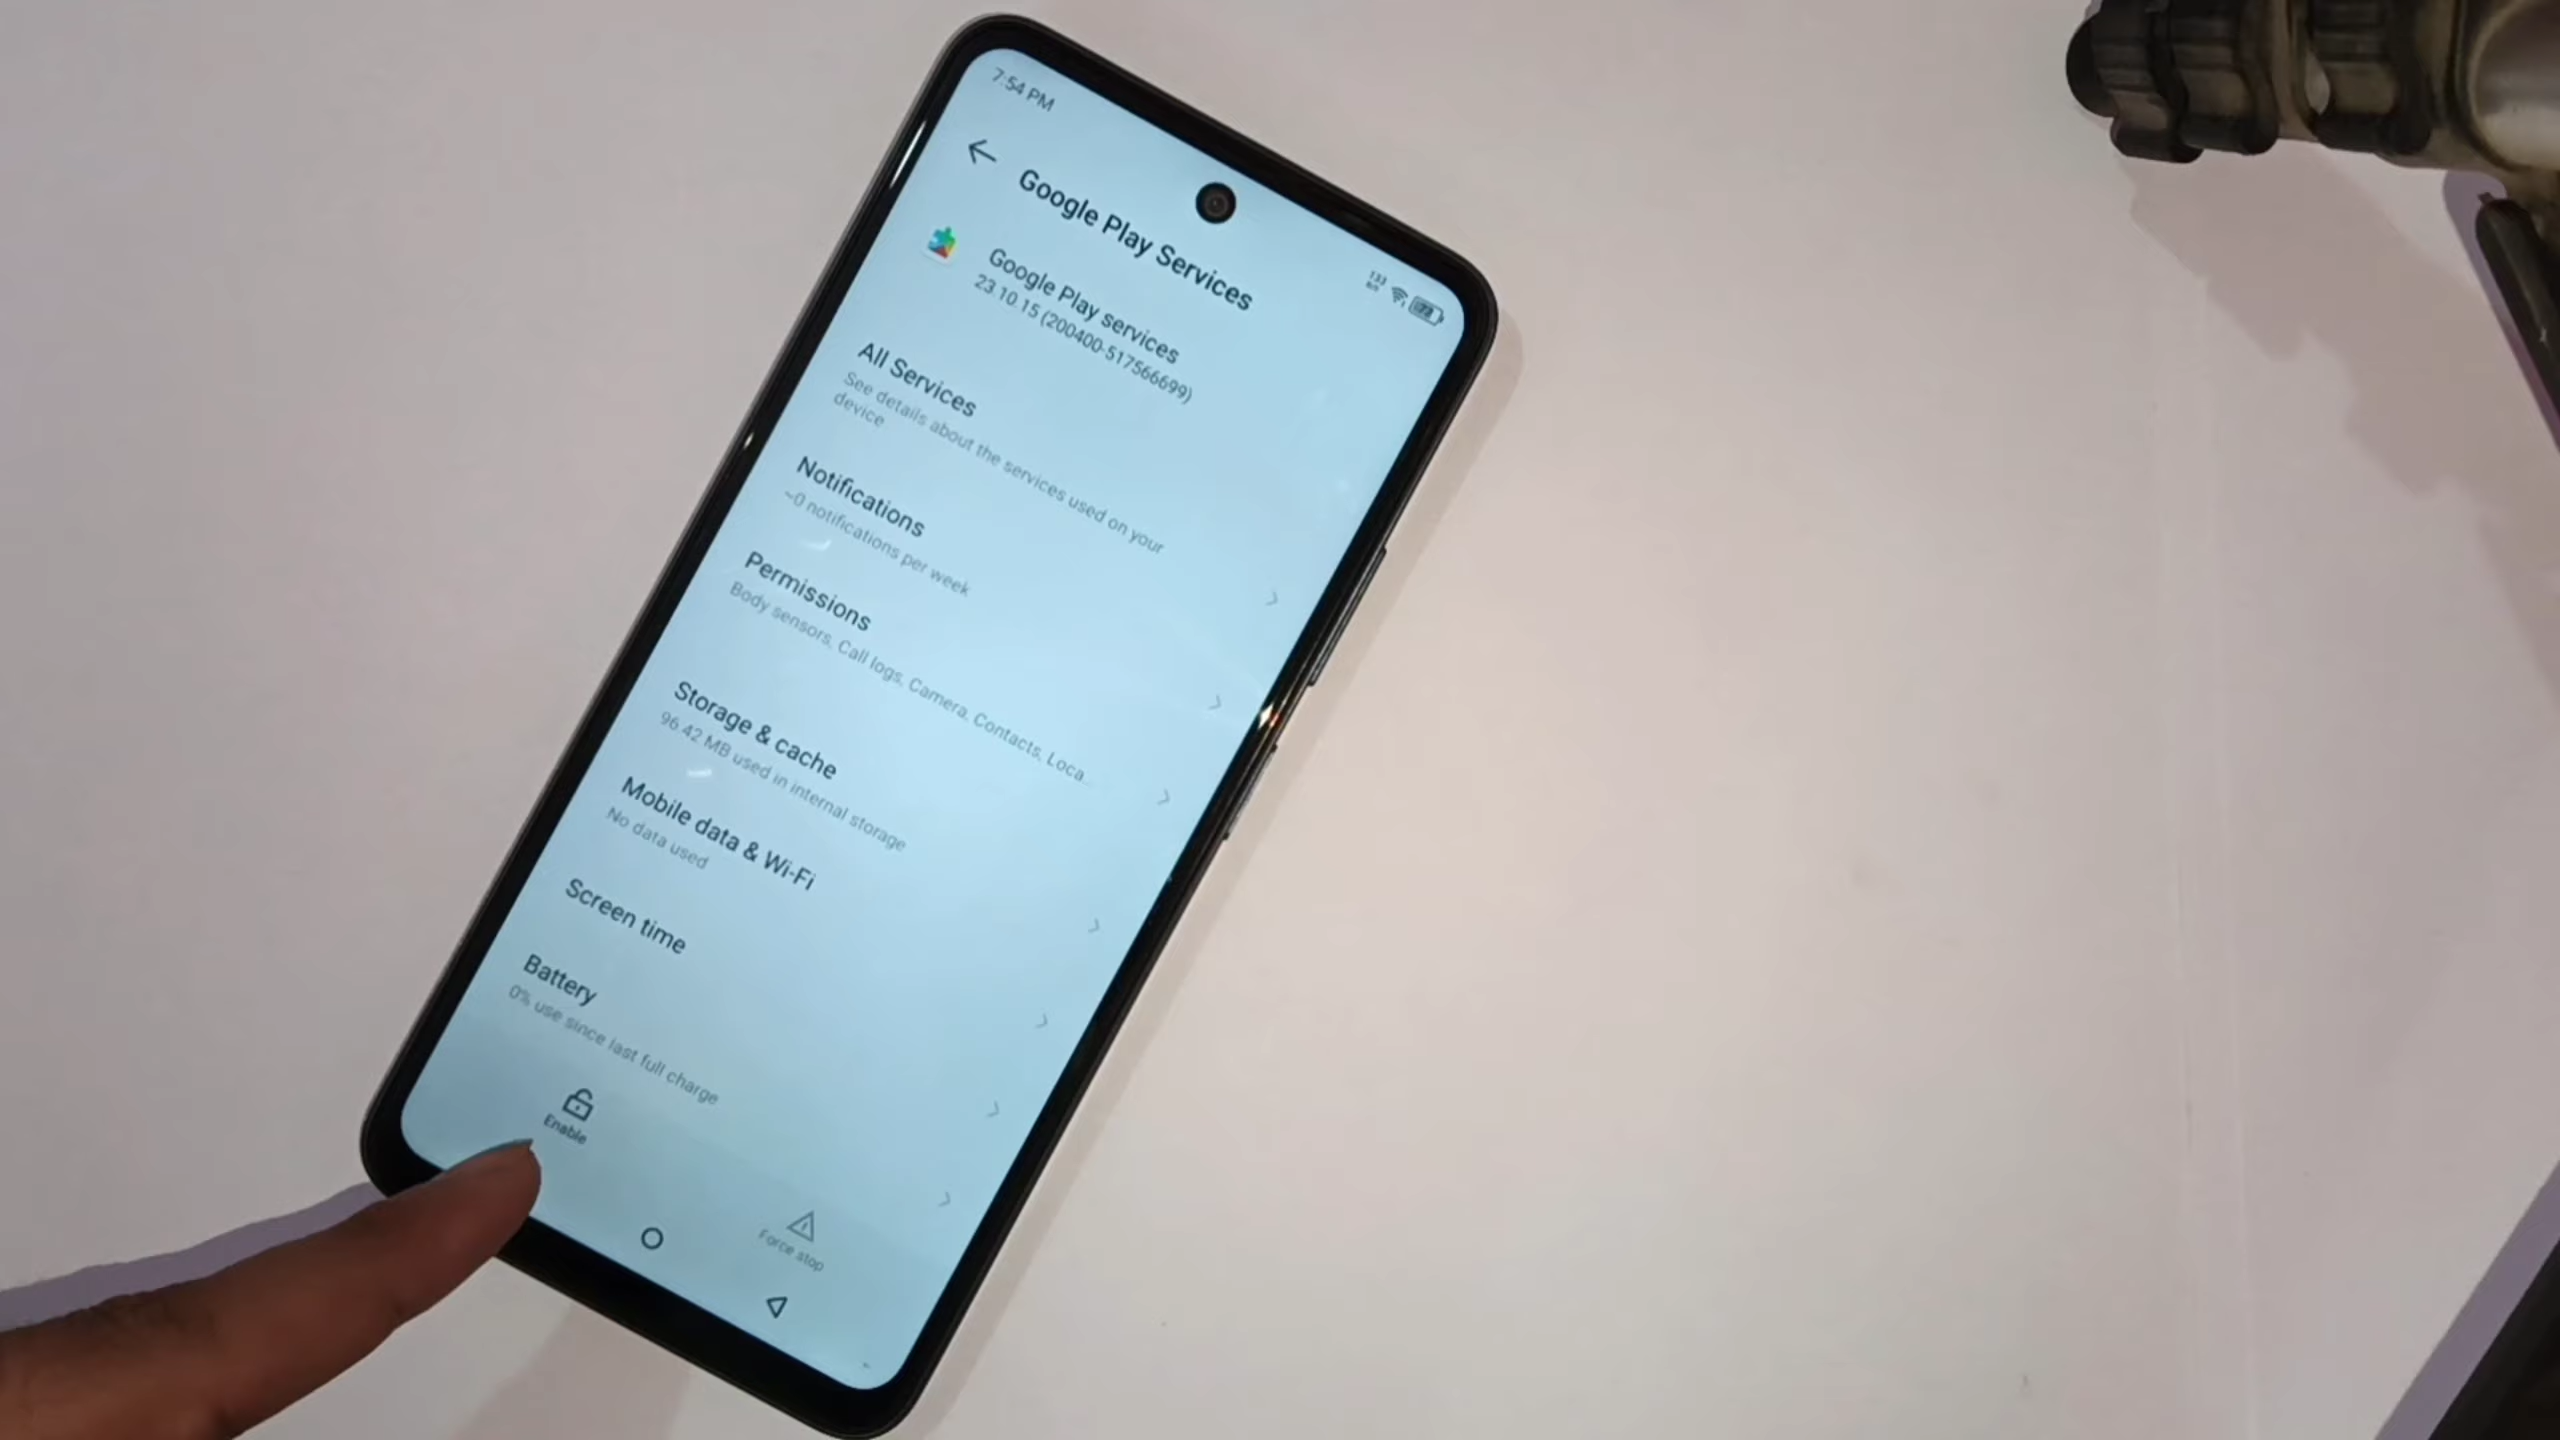 7:54 PM
Google Play Services
Google Play services
23.10.15 (200400-517566699)
All Services
See details about the services used on your
device
Notifications
~0 notifications per week
Permissions
Body sensors, Call logs, Camera, Contacts, Loca...
Storage & cache
96.42 MB used in internal storage
Mobile data & Wi-Fi
No data used
Screen time
Battery
0% use since last full charge
Enable
Force stop